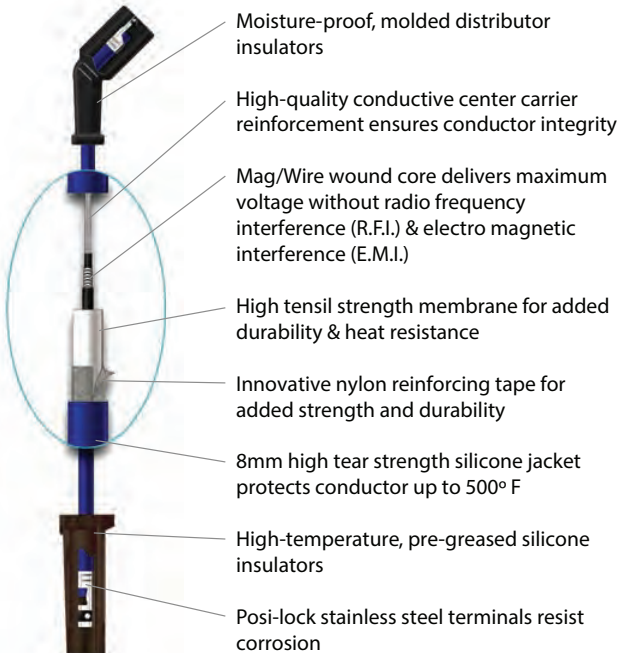 Moisture-proof, molded distributor
insulators
High-quality conductive center carrier
reinforcement ensures conductor integrity
Mag/Wire wound core delivers maximum
voltage without radio frequency
interference (R.F.I.) & electro magnetic
interference (E.M.I.)
High tensil strength membrane for added
durability & heat resistance
Innovative nylon reinforcing tape for
added strength and durability
8mm high tear strength silicone jacket
protects conductor up to 500º F
High-temperature, pre-greased silicone
insulators
Posi-lock stainless steel terminals resist
corrosion